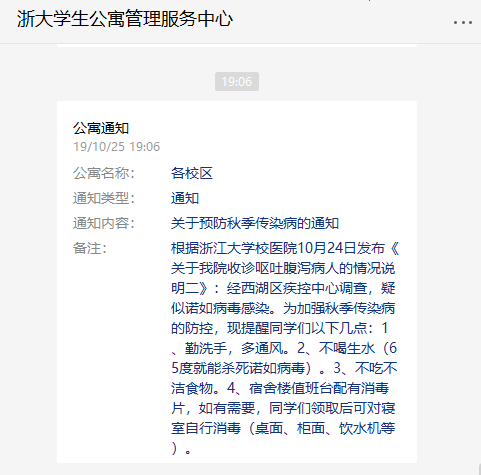 浙大学生公寓管理服务中心
19:06
公寓通知
19/10/25 19:06
公寓名称： 各校区
通知类型： 通知
通知内容： 关于预防秋季传染病的通知
备注： 根据浙江大学校医院10月24日发布《
关于我院收诊呕吐腹泻病人的情况说
明二》：经西湖区疾控中心调查，疑
似诺如病毒感染。为加强秋季传染病
的防控，现提醒同学们以下几点：1
、勤洗手，多通风。2、不喝生水（6
5度就能杀死诺如病毒）。3、不吃不
洁食物。4、宿舍楼值班台配有消毒
片，如有需要，同学们领取后可对寝
室自行消毒（桌面、柜面、饮水机等
）。